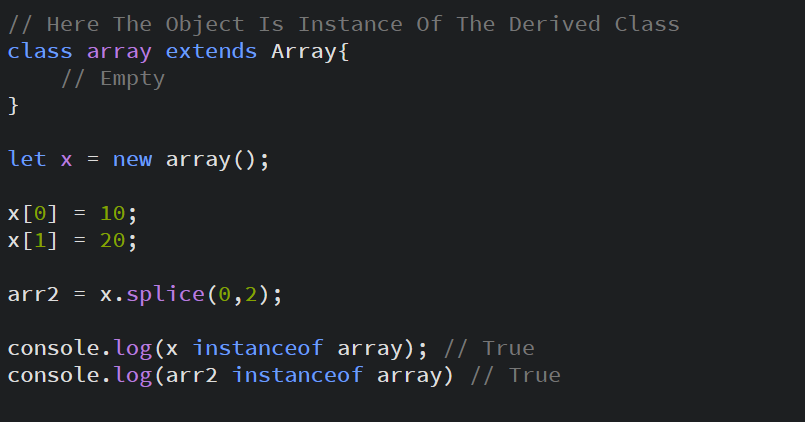 // Here The Object Is Instance Of The Derived Class
class array extends Array{
    // Empty
}
let x = new array();
x[0] = 10;
x[1] = 20;
arr2 = x.splice(0,2);
console.log(x instanceof array); // True
console.log(arr2 instanceof array) // True